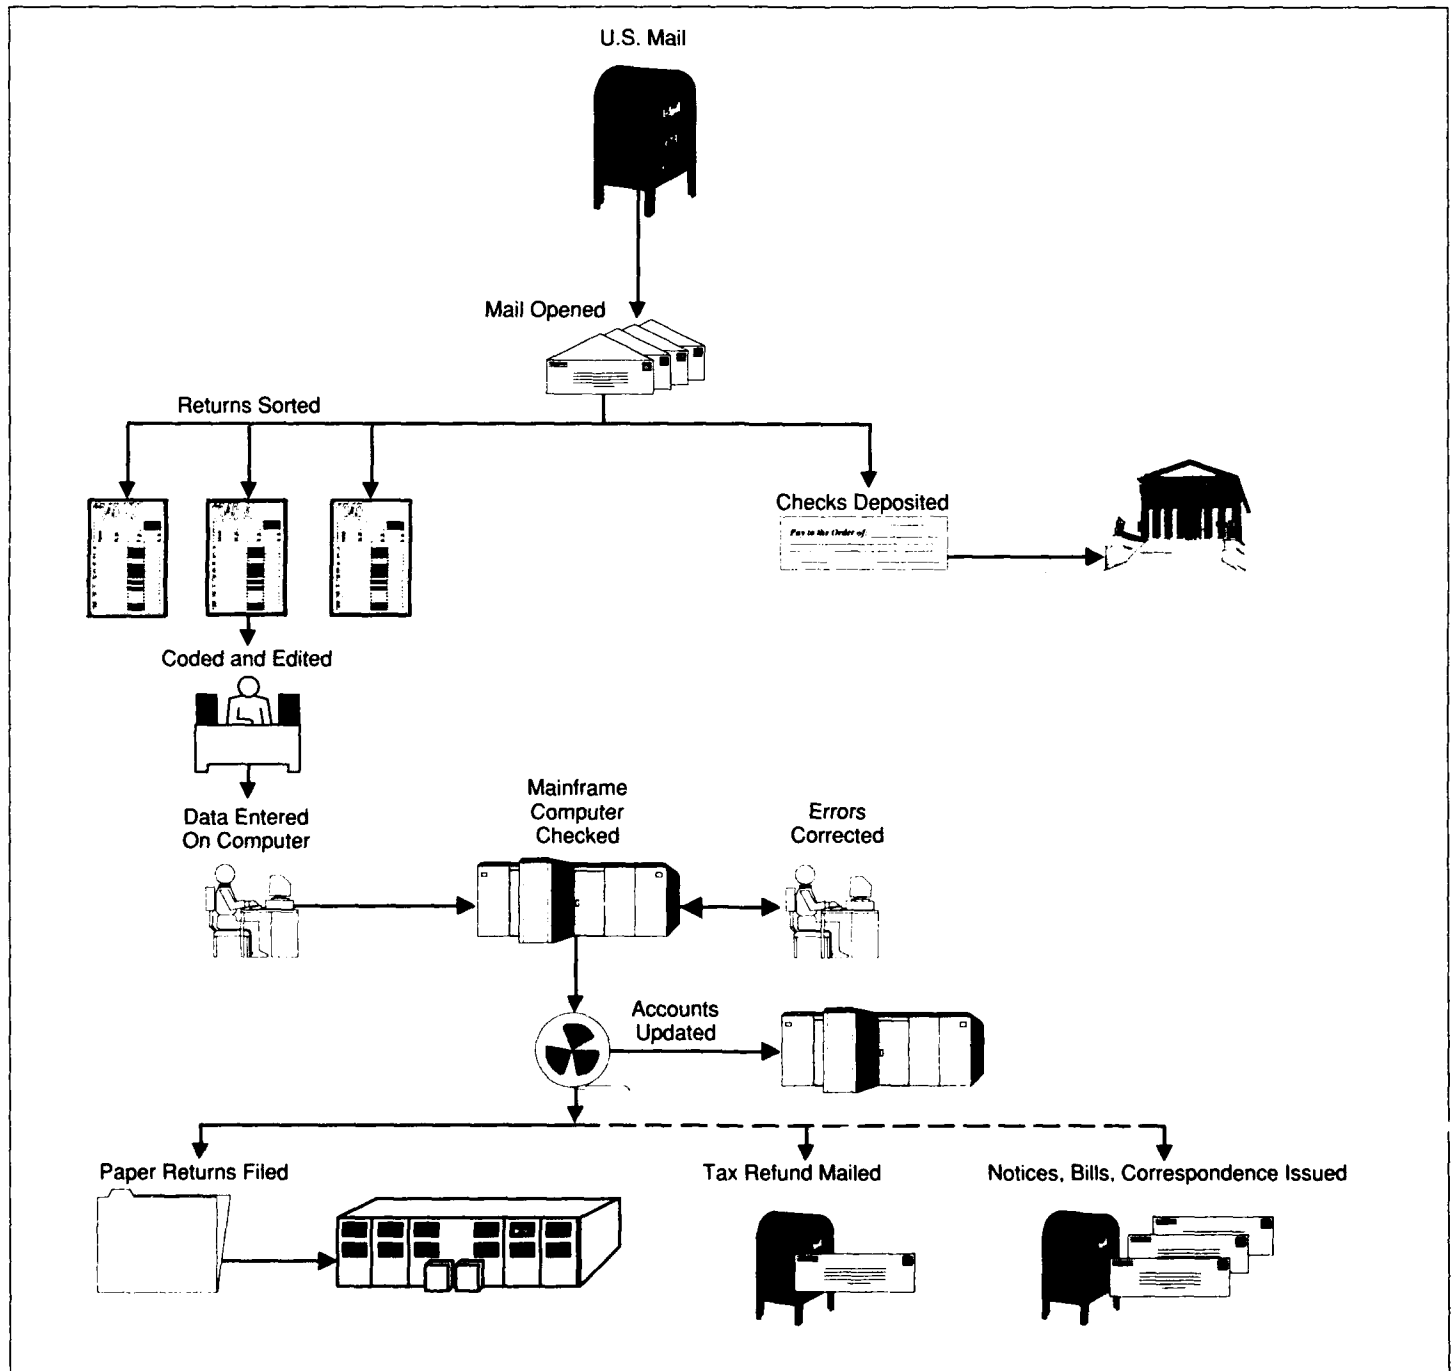 U.S. Mail
Mail Opened
Returns Sorted
Checks Deposited
Pay to the Order of
Coded and Edited
Data Entered
On Computer
Mainframe
Computer
Checked
Errors
Corrected
Accounts
Updated
Paper Returns Filed
Tax Refund Mailed
Notices, Bills, Correspondence Issued